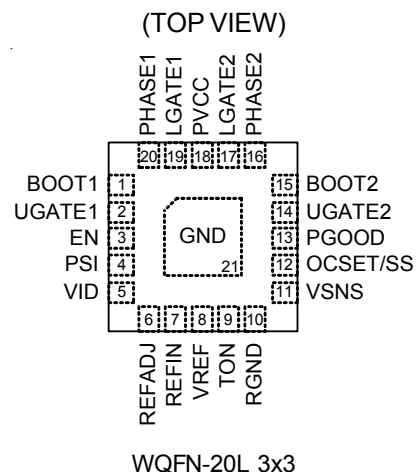 (TOP VIEW)
PHASE1
LGATE1
PVCC
LGATE2
PHASE2
20 19 18 17 16
BOOT1 1 15 BOOT2
UGATE1 2 14 UGATE2
EN 3 GND 13 PGOOD
PSI 4 21 12 OCSET/SS
VID 5 11 VSNS
6 7 8 9 10
REFADJ
REFIN
VREF
TON
RGND
WQFN-20L 3x3